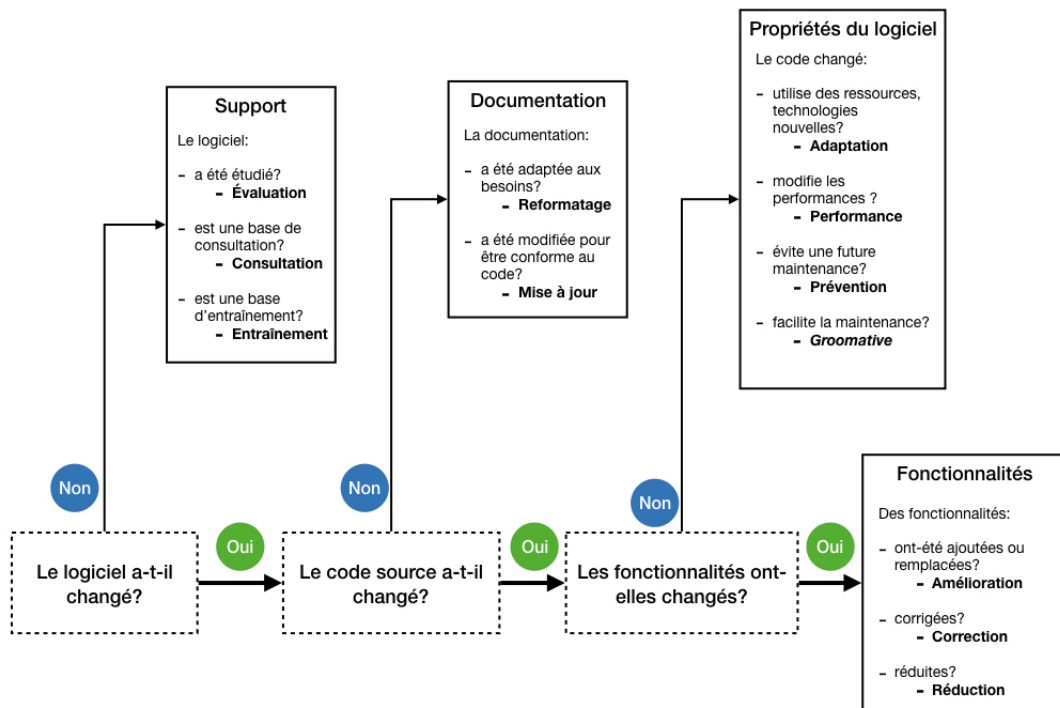 Support
Le logiciel:
- a été étudié?
- Évaluation
- est une base de
consultation?
- Consultation
- est une base
d'entraînement?
- Entraînement
Documentation
La documentation:
- a été adaptée aux
besoins?
- Reformatage
- a été modifiée pour
être conforme au
code?
- Mise à jour
Propriétés du logiciel
Le code changé:
- utilise des ressources,
technologies
nouvelles?
- Adaptation
- modifie les
performances ?
- Performance
- évite une future
maintenance?
- Prévention
- facilite la maintenance?
- Groomative
Non
Non
Non
Oui
Oui
Oui
Le logiciel a-t-il
changé?
Le code source a-t-il
changé?
Les fonctionnalités ont-
elles changés?
Fonctionnalités
Des fonctionnalités:
- ont-été ajoutées ou
remplacées?
- Amélioration
- corrigées?
- Correction
- réduites?
- Réduction